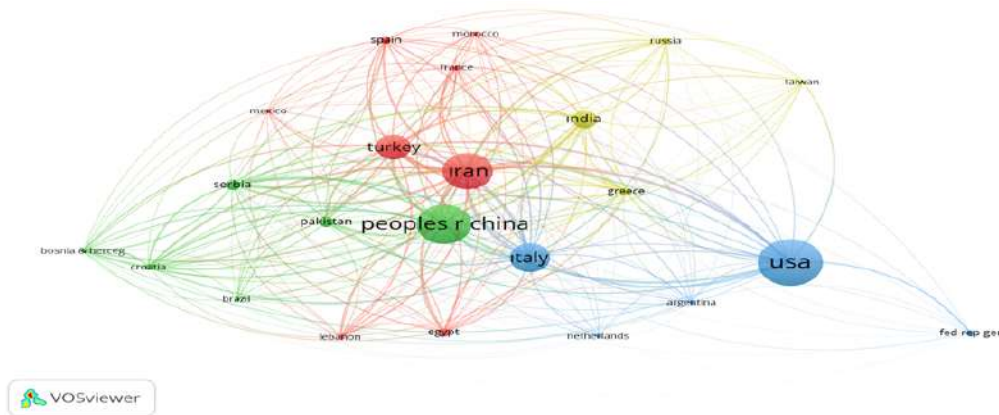 spain
morocco
russia
france
taiwan
mexico
india
turkey
iran
serbia
greece
pakistan
peoples r china
bosnia & herceg
italy
croatia
usa
brazil
argentina
lebanon
egypt
netherlands
fed rep ger
VOSviewer